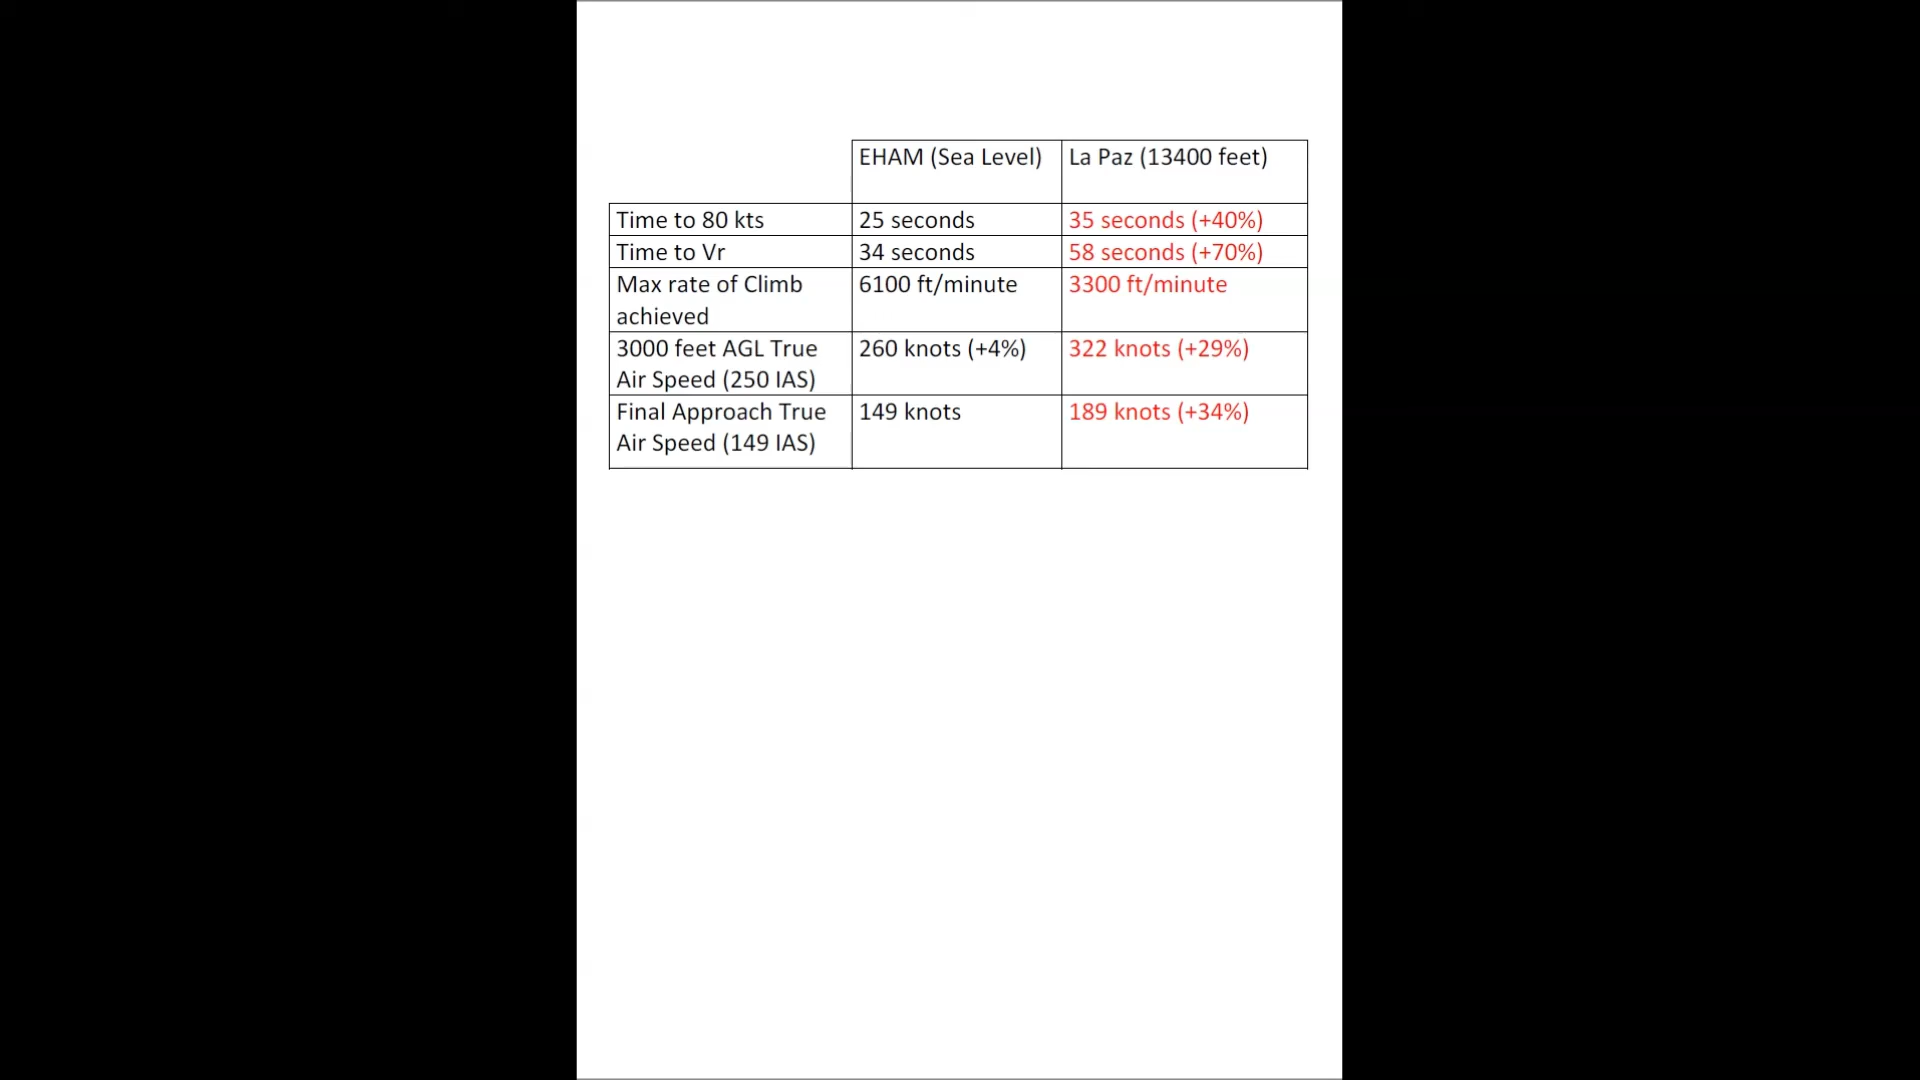 EHAM (Sea Level) La Paz (13400 feet)
Time to 80 kts 25 seconds 35 seconds (+40%)
Time to Vr 34 seconds 58 seconds (+70%)
Max rate of Climb 6100 ft/minute 3300 ft/minute
achieved
3000 feet AGL True 260 knots (+4%) 322 knots (+29%)
Air Speed (250 IAS)
Final Approach True 149 knots 189 knots (+34%)
Air Speed (149 IAS)